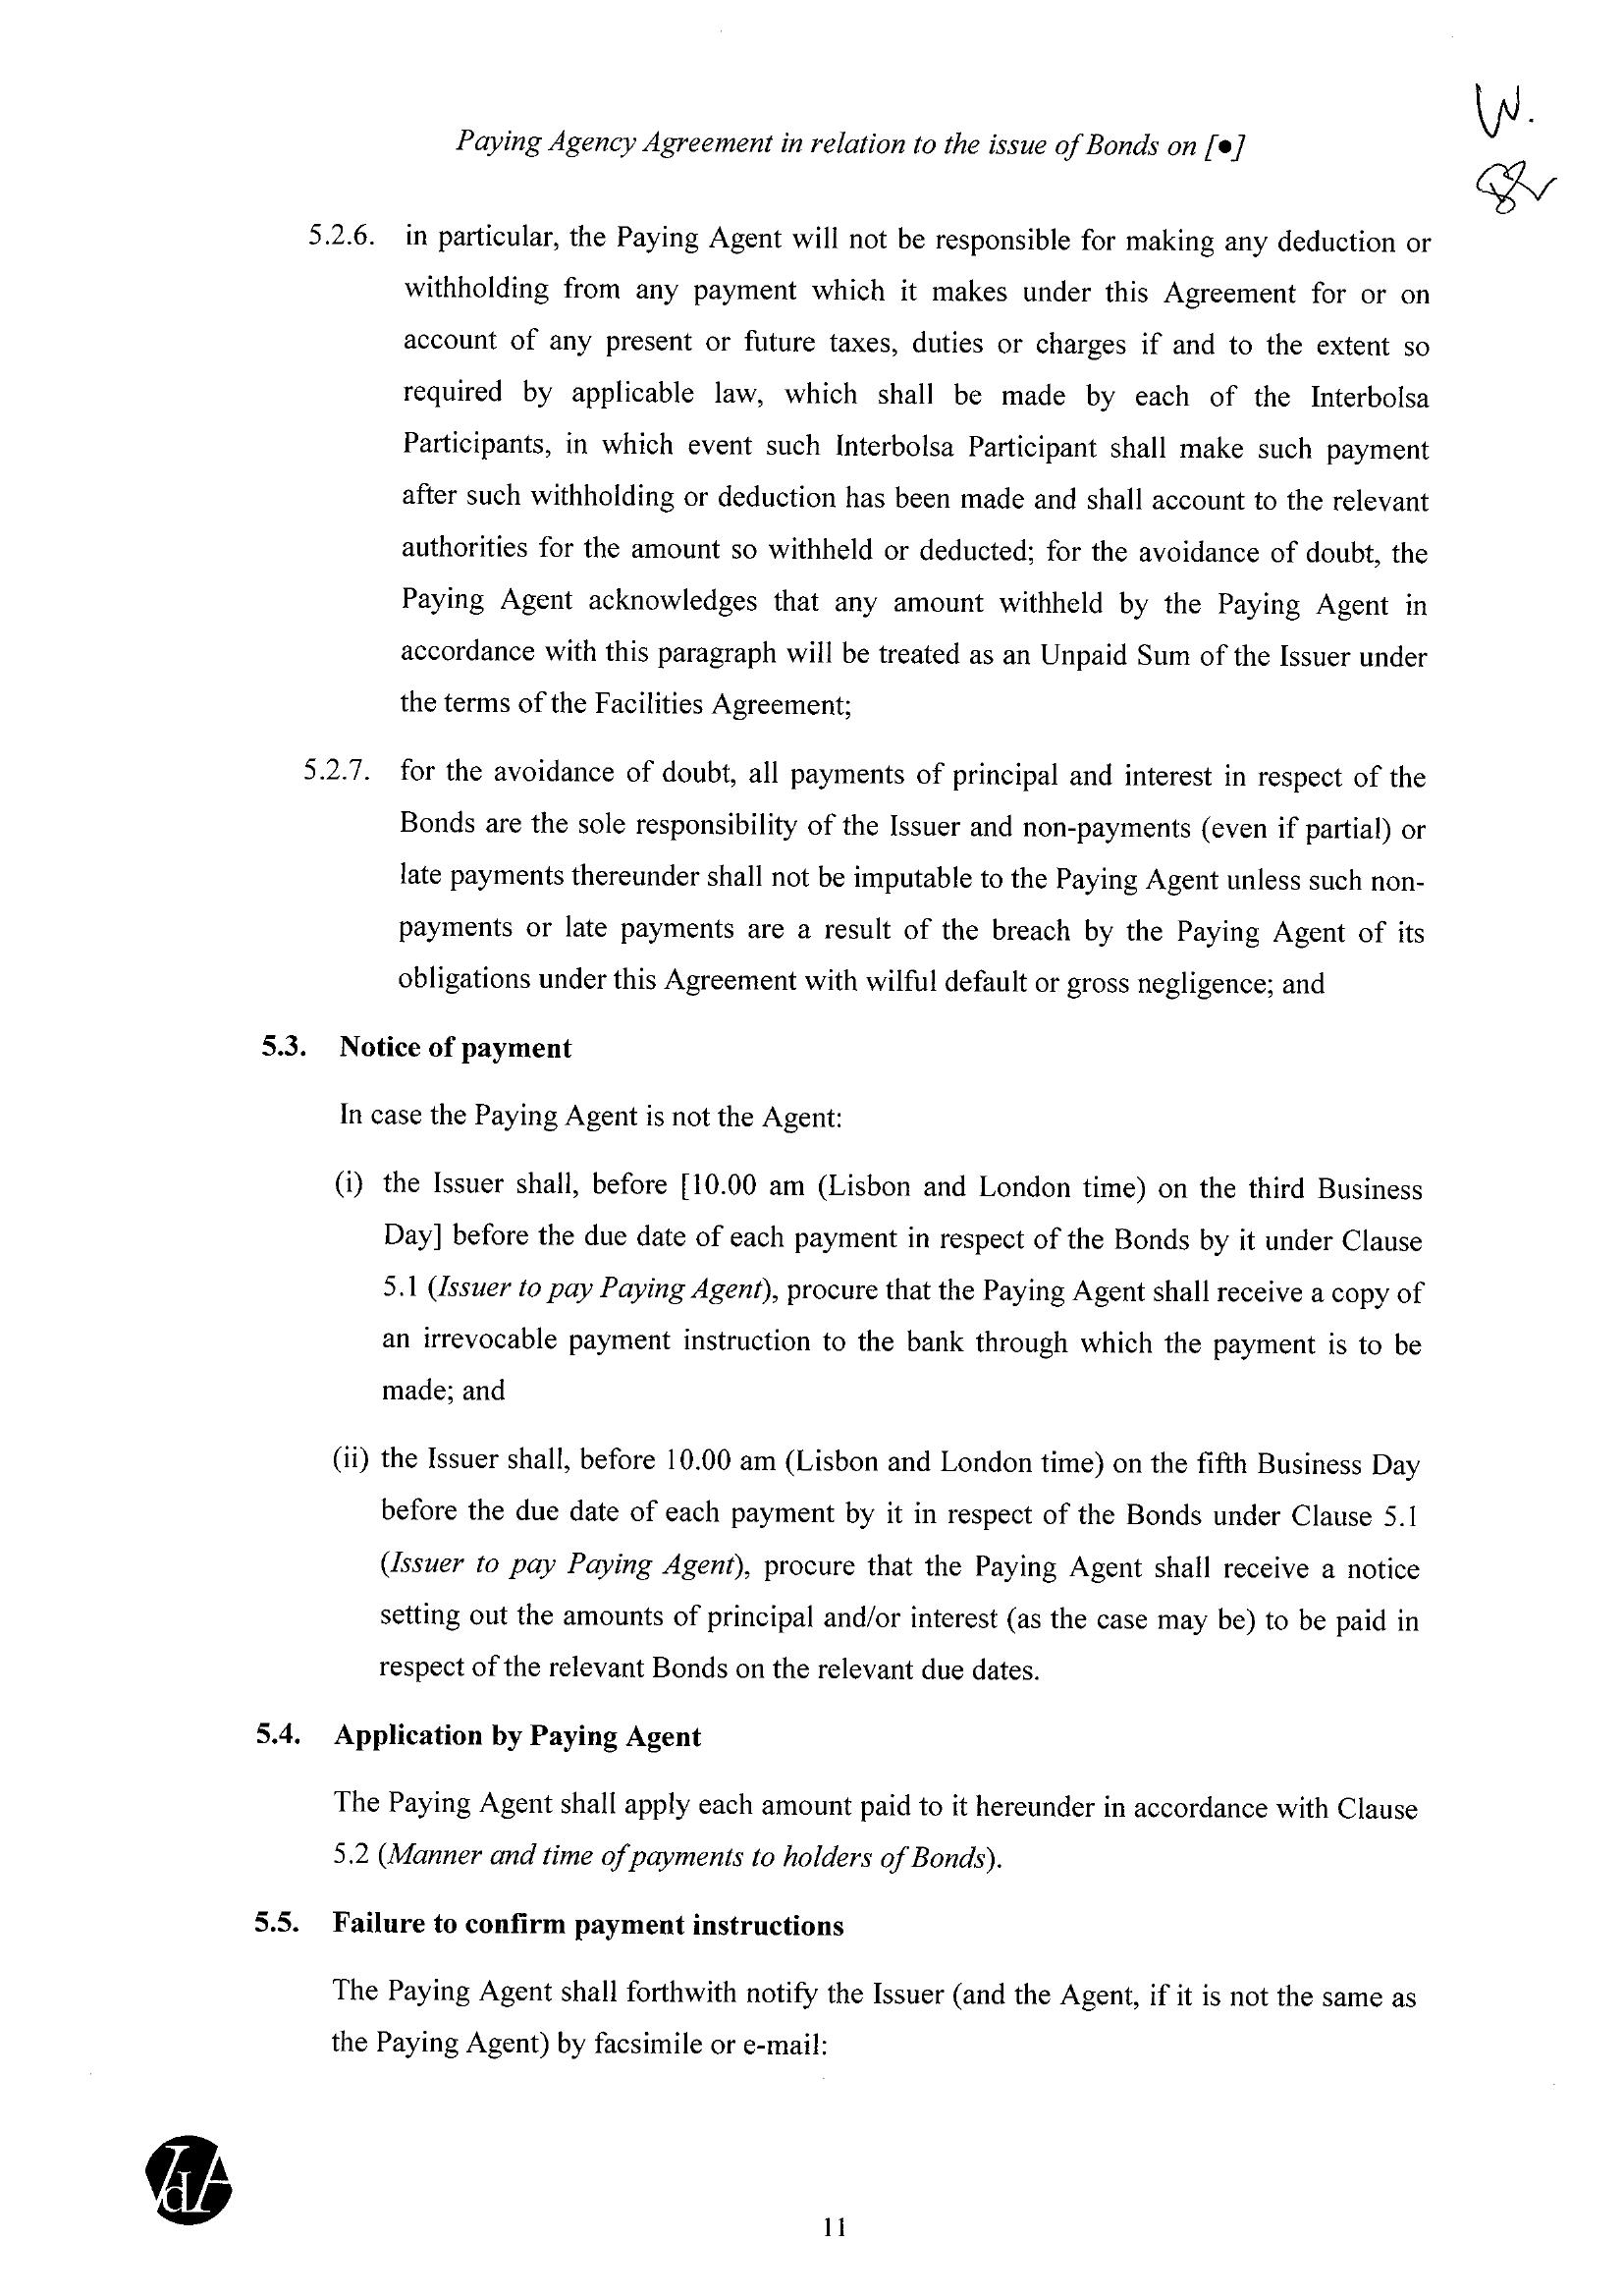 W.
Paying Agency Agreement in relation to the issue of Bonds on [●]
5.2.6. in particular, the Paying Agent will not be responsible for making any deduction or
withholding from any payment which it makes under this Agreement for or on
account of any present or future taxes, duties or charges if and to the extent so
required by applicable law, which shall be made by each of the Interbolsa
Participants, in which event such Interbolsa Participant shall make such payment
after such withholding or deduction has been made and shall account to the relevant
authorities for the amount so withheld or deducted; for the avoidance of doubt, the
Paying Agent acknowledges that any amount withheld by the Paying Agent in
accordance with this paragraph will be treated as an Unpaid Sum of the Issuer under
the terms of the Facilities Agreement;
5.2.7. for the avoidance of doubt, all payments of principal and interest in respect of the
Bonds are the sole responsibility of the Issuer and non-payments (even if partial) or
late payments thereunder shall not be imputable to the Paying Agent unless such non-
payments or late payments are a result of the breach by the Paying Agent of its
obligations under this Agreement with wilful default or gross negligence; and
5.3. Notice of payment
In case the Paying Agent is not the Agent:
(i) the Issuer shall, before [10.00 am (Lisbon and London time) on the third Business
Day] before the due date of each payment in respect of the Bonds by it under Clause
5.1 (Issuer to pay Paying Agent), procure that the Paying Agent shall receive a copy of
an irrevocable payment instruction to the bank through which the payment is to be
made; and
(ii) the Issuer shall, before 10.00 am (Lisbon and London time) on the fifth Business Day
before the due date of each payment by it in respect of the Bonds under Clause 5.1
(Issuer to pay Paying Agent), procure that the Paying Agent shall receive a notice
setting out the amounts of principal and/or interest (as the case may be) to be paid in
respect of the relevant Bonds on the relevant due dates.
5.4. Application by Paying Agent
The Paying Agent shall apply each amount paid to it hereunder in accordance with Clause
5.2 (Manner and time of payments to holders of Bonds).
5.5. Failure to confirm payment instructions
The Paying Agent shall forthwith notify the Issuer (and the Agent, if it is not the same as
the Paying Agent) by facsimile or e-mail:
VdA
11